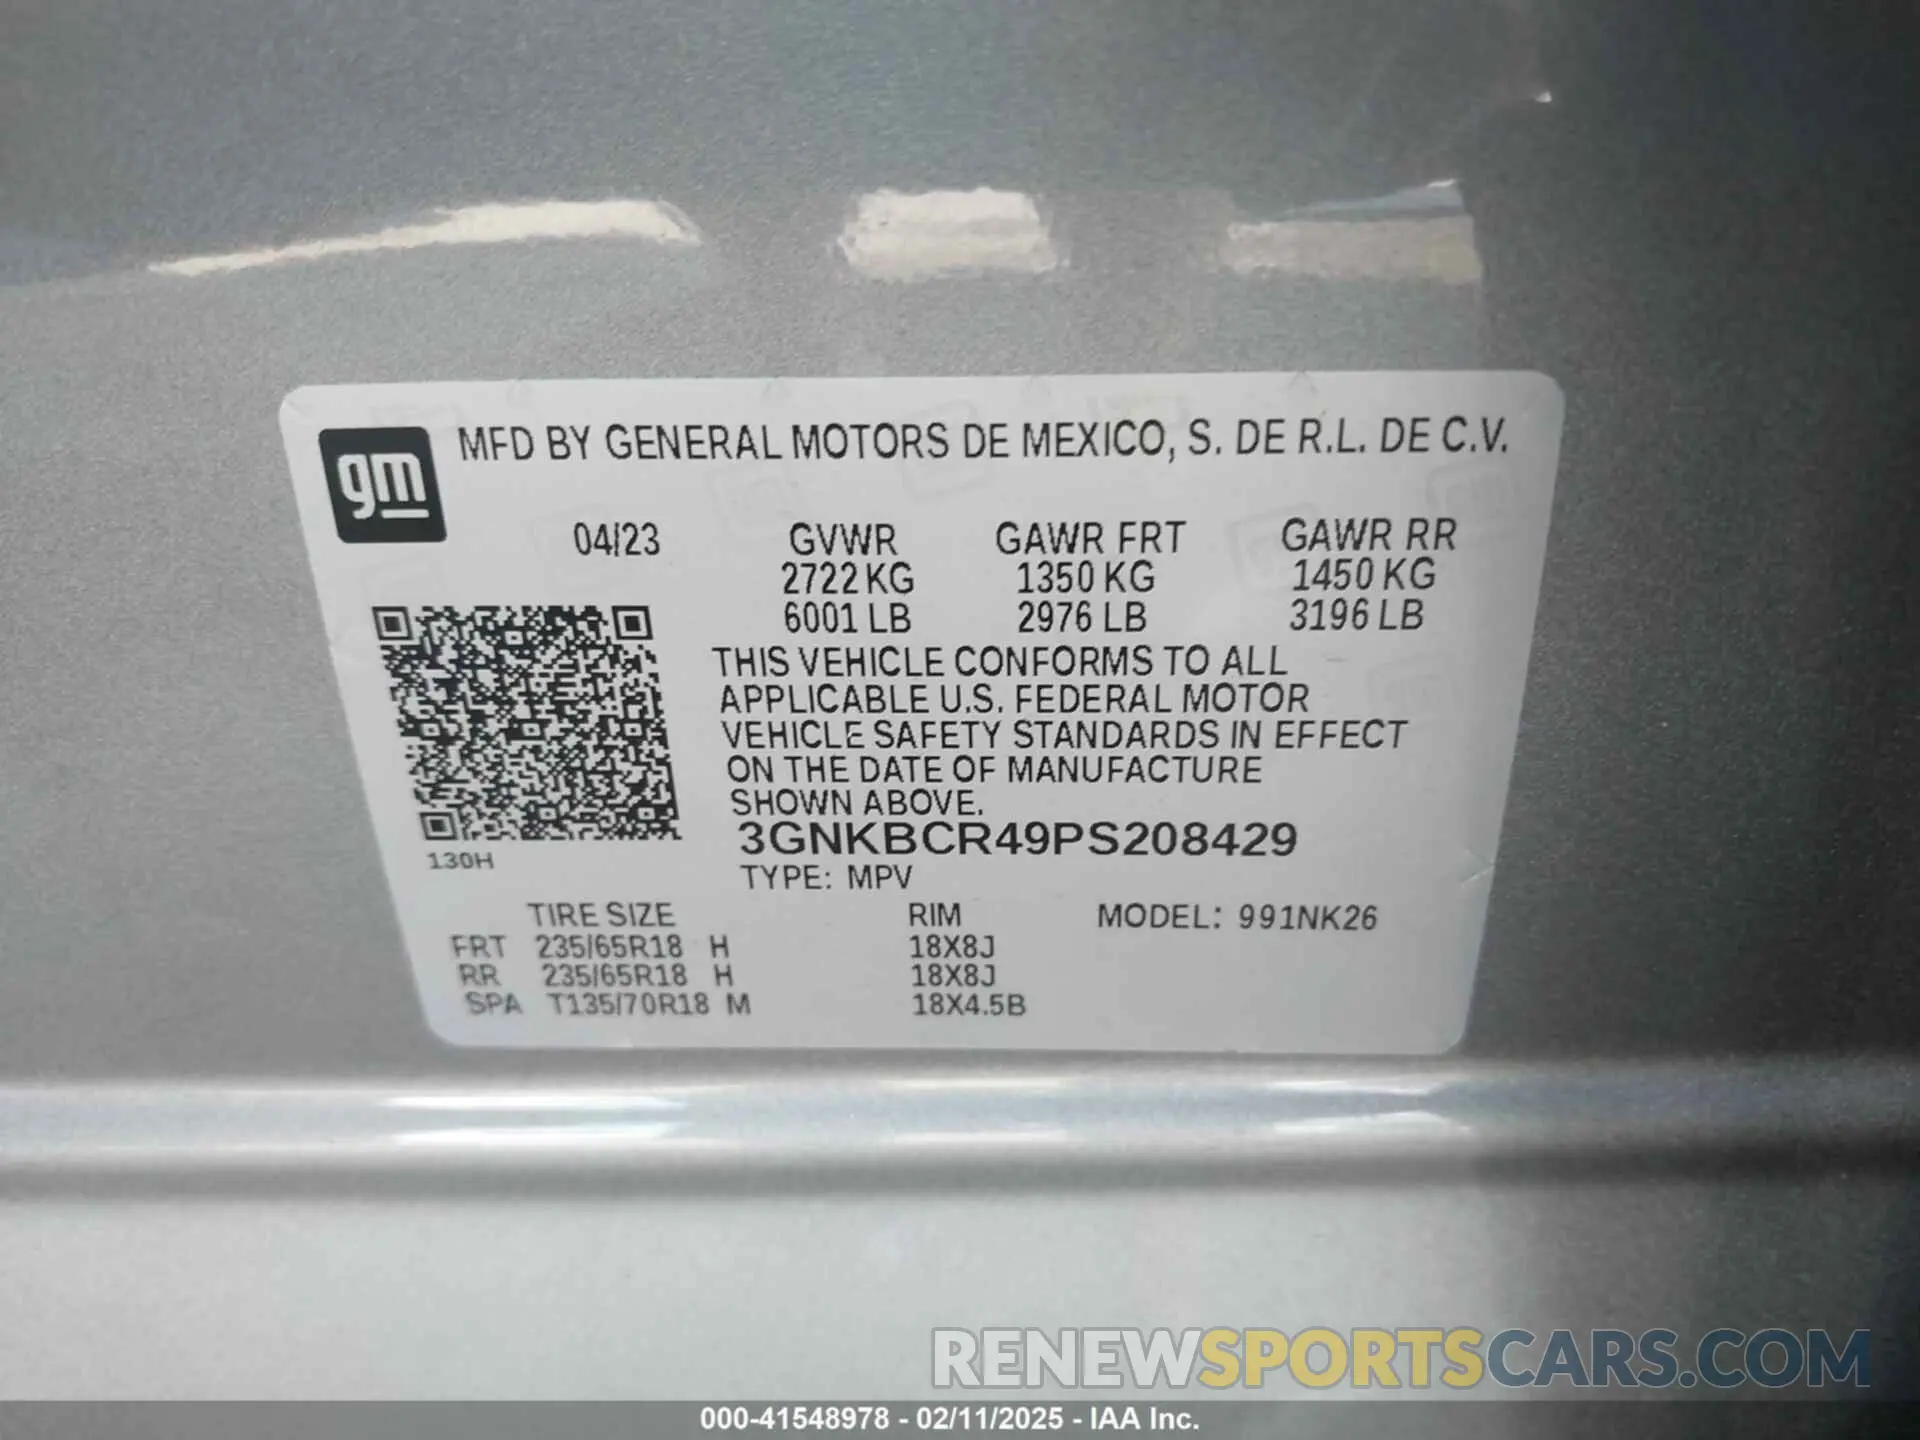 gm
MFD BY GENERAL MOTORS DE MEXICO, S. DE R.L. DE C.V.
04/23 GVWR GAWR FRT GAWR RR
2722 KG 1350 KG 1450 KG
6001 LB 2976 LB 3196 LB
THIS VEHICLE CONFORMS TO ALL
APPLICABLE U.S. FEDERAL MOTOR
VEHICLE SAFETY STANDARDS IN EFFECT
ON THE DATE OF MANUFACTURE
SHOWN ABOVE.
3GNKBCR49PS208429
130H
TYPE: MPV
TIRE SIZE RIM MODEL: 991NK26
FRT 235/65R18 H 18X8J
RR 235/65R18 H 18X8J
SPA T135/70R18 M 18X4.5B
RENEWSPORTSCARS.COM
000-41548978 - 02/11/2025 - IAA Inc.